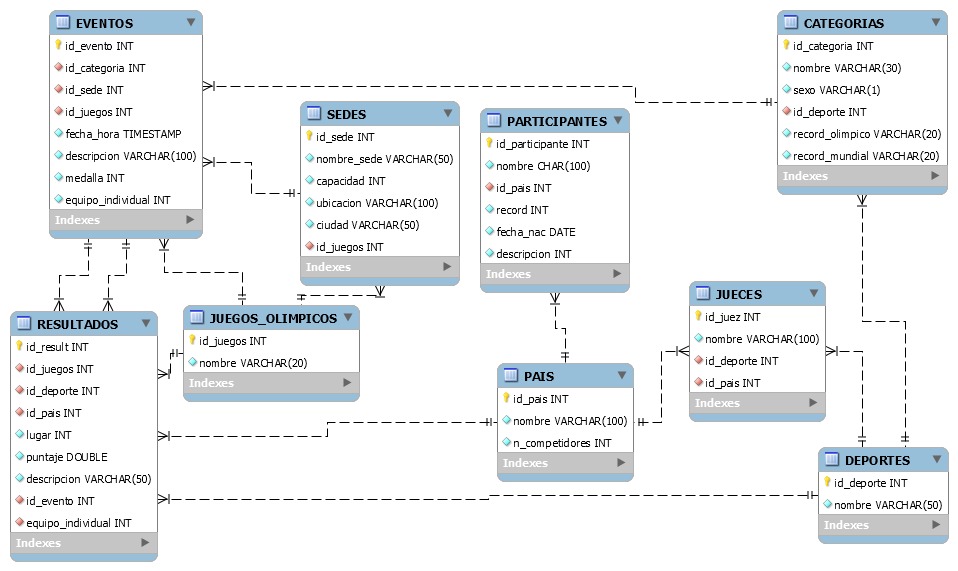 EVENTOS
id_evento INT
id_categoria INT
id_sede INT
id_juegos INT
fecha_hora TIMESTAMP
descripcion VARCHAR(100)
medalla INT
equipo_individual INT
Indexes
SEDES
id_sede INT
nombre_sede VARCHAR(50)
capacidad INT
ubicacion VARCHAR(100)
ciudad VARCHAR(50)
id_juegos INT
Indexes
PARTICIPANTES
id_participante INT
nombre CHAR(100)
id_pais INT
record INT
fecha_nac DATE
descripcion INT
Indexes
CATEGORIAS
id_categoria INT
nombre VARCHAR(30)
sexo VARCHAR(1)
id_deporte INT
record_olimpico VARCHAR(20)
record_mundial VARCHAR(20)
Indexes
RESULTADOS
id_result INT
id_juegos INT
id_deporte INT
id_pais INT
lugar INT
puntaje DOUBLE
descripcion VARCHAR(50)
id_evento INT
equipo_individual INT
Indexes
JUEGOS_OLIMPICOS
id_juegos INT
nombre VARCHAR(20)
Indexes
PAIS
id_pais INT
nombre VARCHAR(100)
n_competidores INT
Indexes
JUECES
id_juez INT
nombre VARCHAR(100)
id_deporte INT
id_pais INT
Indexes
DEPORTES
id_deporte INT
nombre VARCHAR(50)
Indexes